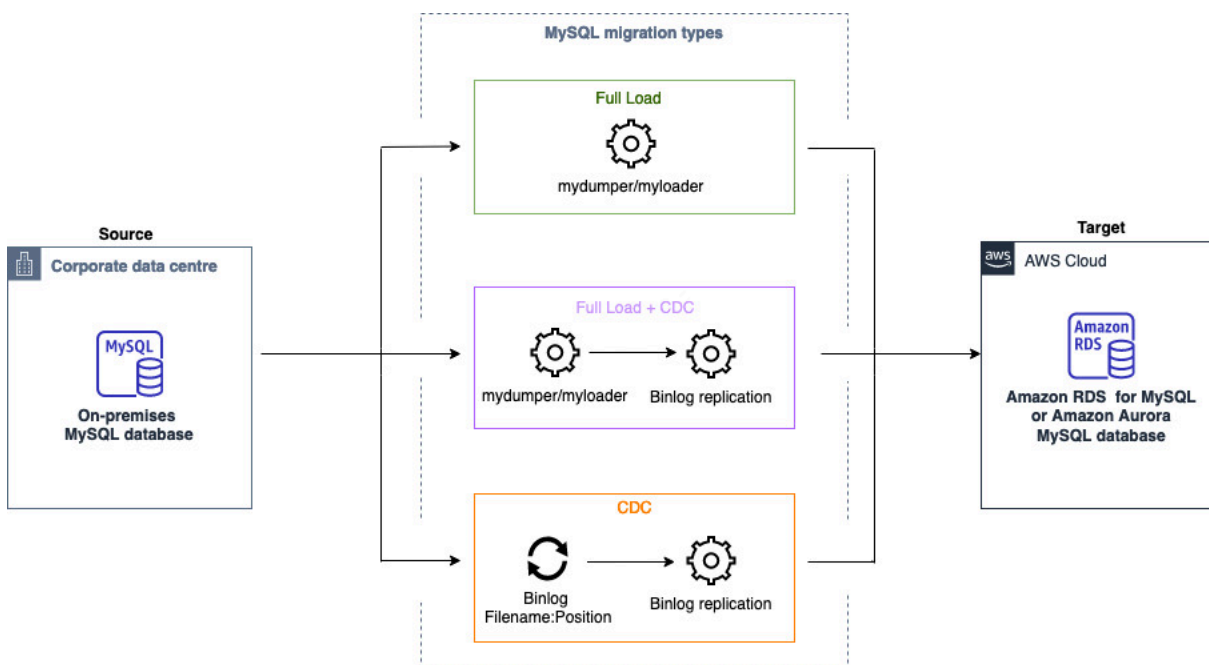 MySQL migration types
Full Load
mydumper/myloader
Source
Corporate data centre
MySQL
On-premises
MySQL database
Full Load + CDC
mydumper/myloader
Binlog replication
CDC
Binlog
Filename:Position
Binlog replication
Target
aws
AWS Cloud
Amazon
RDS
Amazon RDS for MySQL
or Amazon Aurora
MySQL database